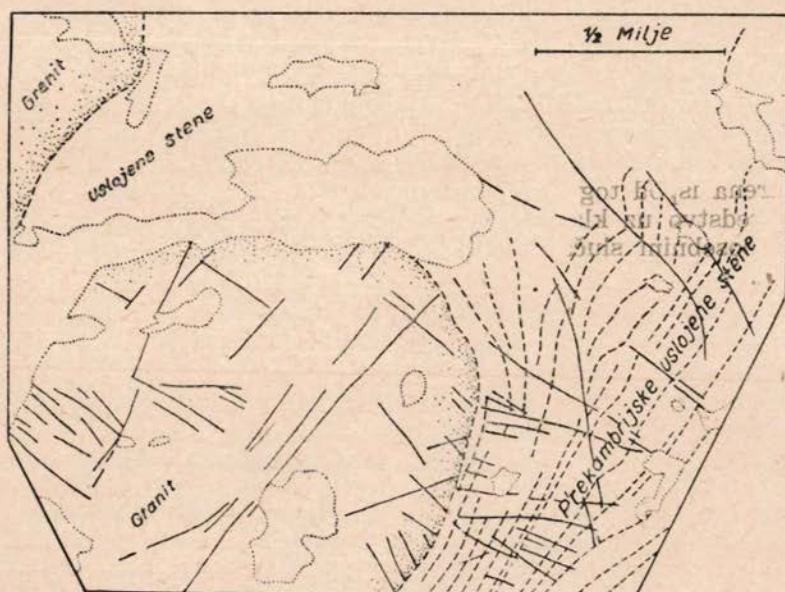 ½ Milje
Granit
Uslojene stene
Prekambrijske uslojene stene
Granit